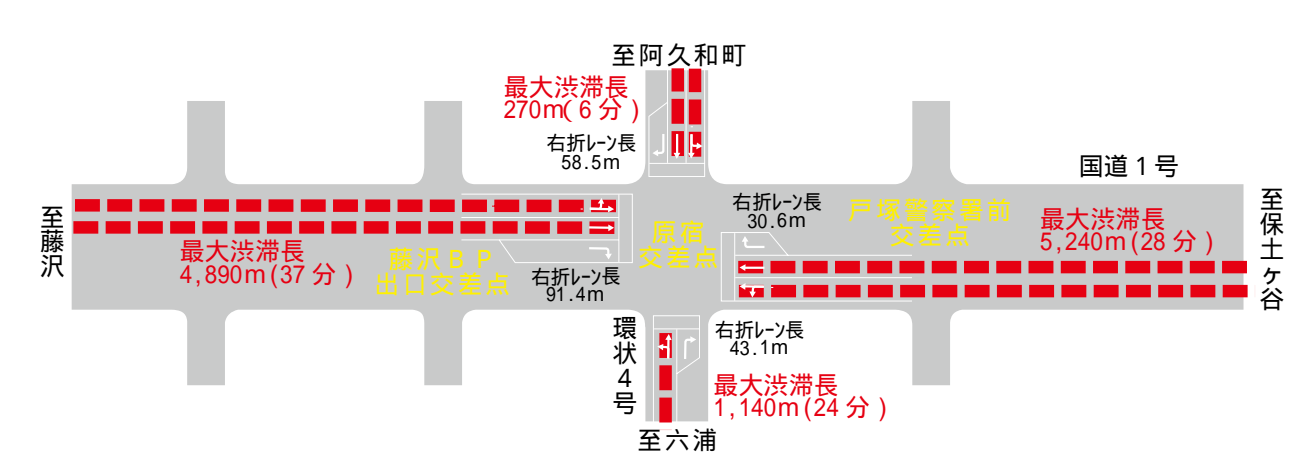 至阿久和町
最大渋滞長
270m(6分)
右折ﾚｰﾝ長
58.5m
国道1号
至藤沢
最大渋滞長
4,890m(37分)
藤沢BP
出口交差点
右折ﾚｰﾝ長
91.4m
原宿
交差点
右折ﾚｰﾝ長
30.6m
戸塚警察署前
交差点
最大渋滞長
5,240m(28分)
至保土ヶ谷
環状4号
右折ﾚｰﾝ長
43.1m
最大渋滞長
1,140m(24分)
至六浦